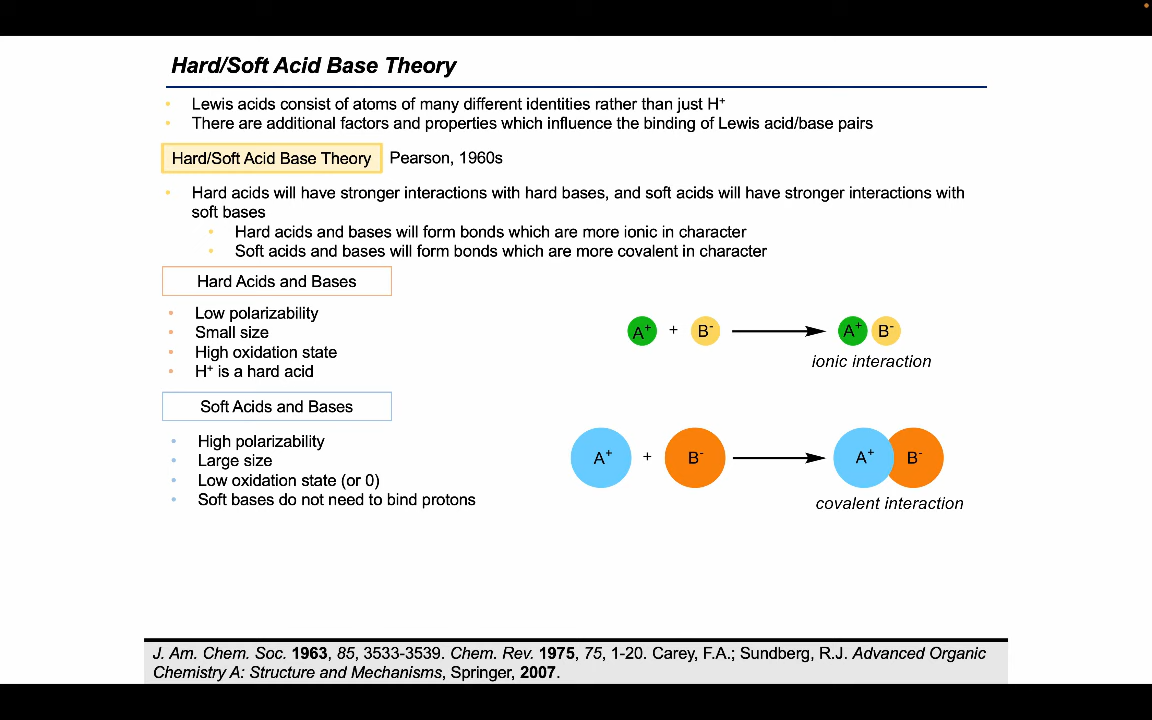 Hard/Soft Acid Base Theory
• Lewis acids consist of atoms of many different identities rather than just H⁺
• There are additional factors and properties which influence the binding of Lewis acid/base pairs
Hard/Soft Acid Base Theory Pearson, 1960s
• Hard acids will have stronger interactions with hard bases, and soft acids will have stronger interactions with
soft bases
• Hard acids and bases will form bonds which are more ionic in character
• Soft acids and bases will form bonds which are more covalent in character
Hard Acids and Bases
• Low polarizability
• Small size
• High oxidation state
• H⁺ is a hard acid
A⁺ + B⁻ A⁺ B⁻
ionic interaction
Soft Acids and Bases
• High polarizability
• Large size
• Low oxidation state (or 0)
• Soft bases do not need to bind protons
A⁺ + B⁻ A⁺ B⁻
covalent interaction
J. Am. Chem. Soc. 1963, 85, 3533-3539. Chem. Rev. 1975, 75, 1-20. Carey, F.A.; Sundberg, R.J. Advanced Organic
Chemistry A: Structure and Mechanisms, Springer, 2007.